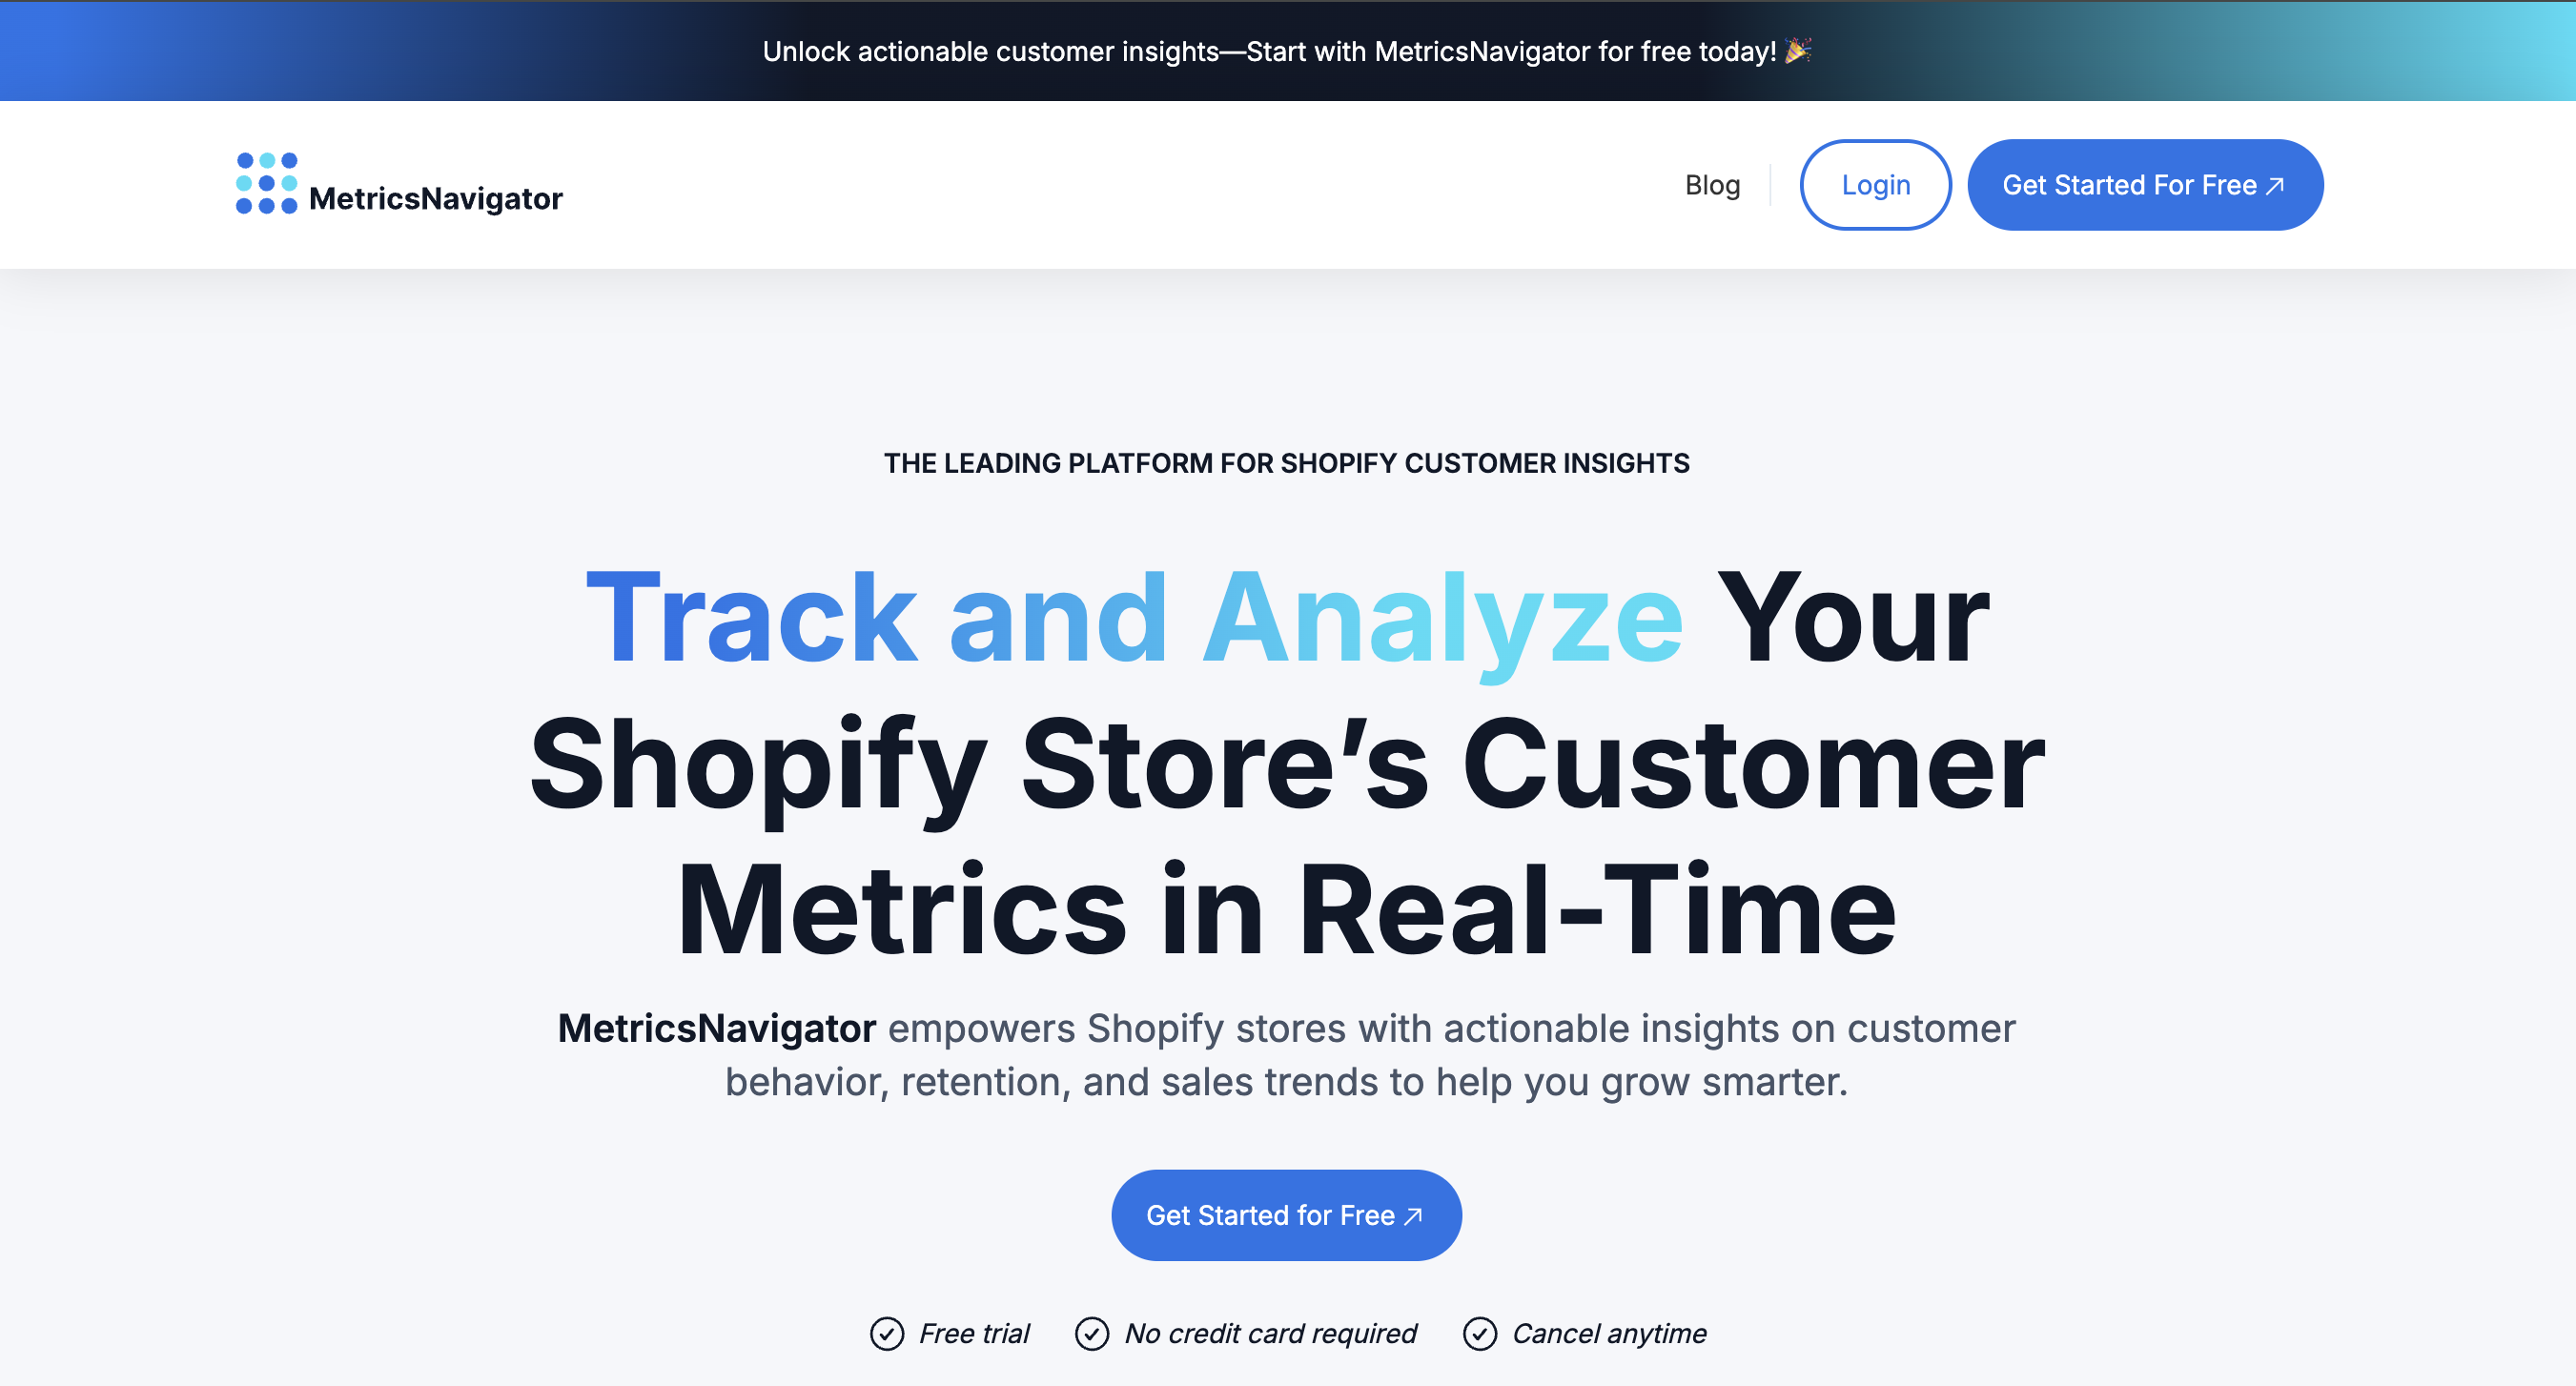 Unlock actionable customer insights—Start with MetricsNavigator for free today! 🎉
MetricsNavigator
Blog
Login
Get Started For Free ↗
THE LEADING PLATFORM FOR SHOPIFY CUSTOMER INSIGHTS
Track and Analyze Your
Shopify Store’s Customer
Metrics in Real-Time
MetricsNavigator empowers Shopify stores with actionable insights on customer
behavior, retention, and sales trends to help you grow smarter.
Get Started for Free ↗
Free trial
No credit card required
Cancel anytime